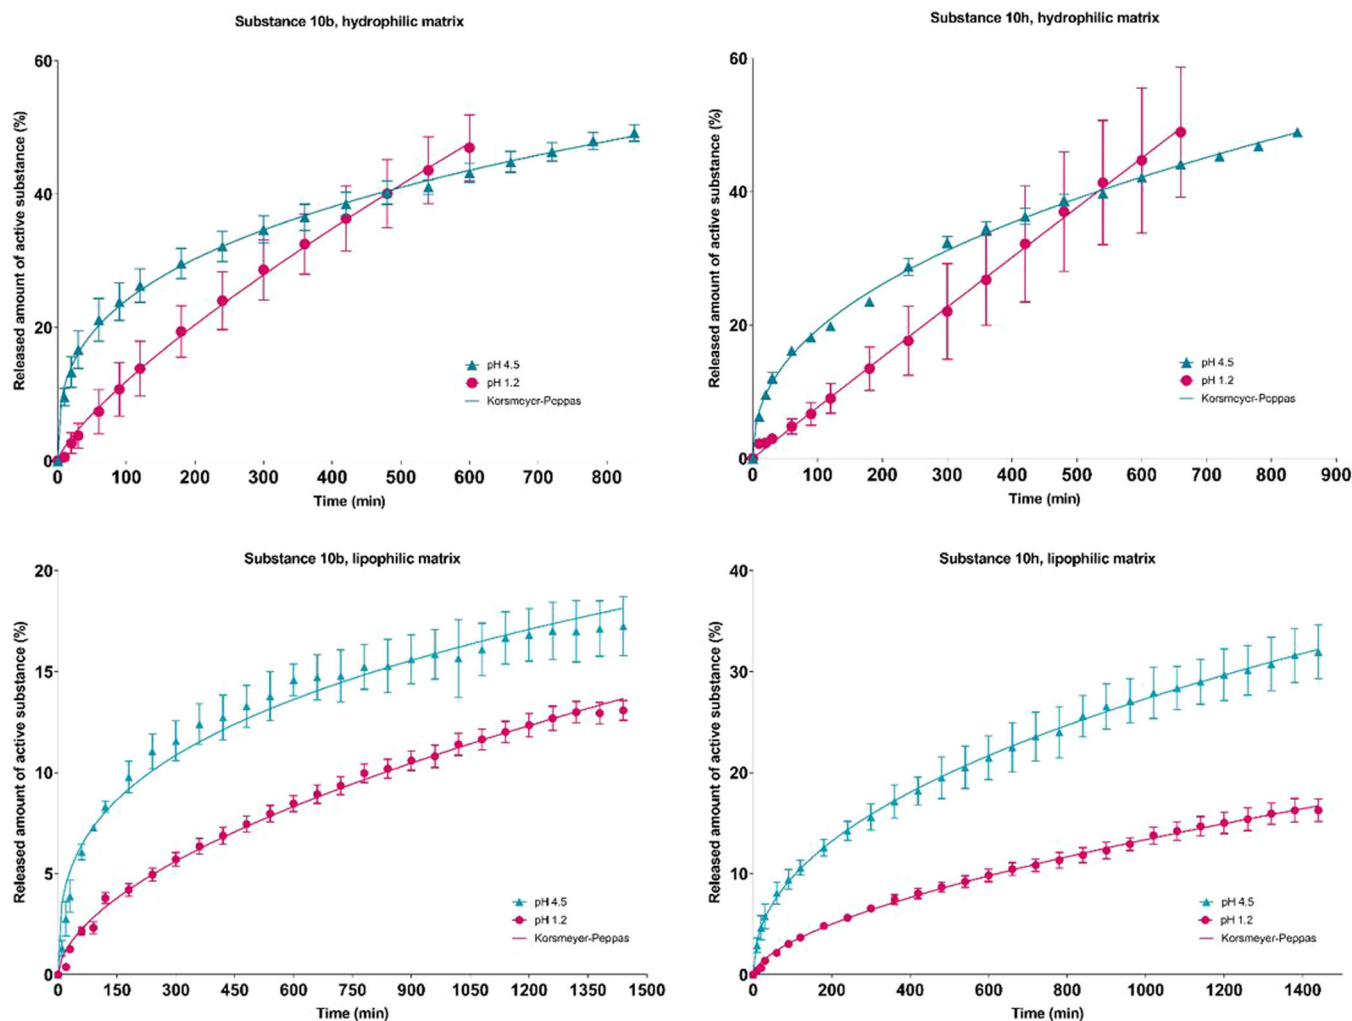 Substance 10b, hydrophilic matrix
Released amount of active substance (%)
60
40
20
0
0 100 200 300 400 500 600 700 800
Time (min)
pH 4.5
pH 1.2
Korsmeyer-Peppas
Substance 10h, hydrophilic matrix
Released amount of active substance (%)
60
40
20
0
0 100 200 300 400 500 600 700 800 900
Time (min)
pH 4.5
pH 1.2
Korsmeyer-Peppas
Substance 10b, lipophilic matrix
Released amount of active substance (%)
20
15
10
5
0
0 150 300 450 600 750 900 1050 1200 1350 1500
Time (min)
pH 4.5
pH 1.2
Korsmeyer-Peppas
Substance 10h, lipophilic matrix
Released amount of active substance (%)
40
30
20
10
0
0 200 400 600 800 1000 1200 1400
Time (min)
pH 4.5
pH 1.2
Korsmeyer-Peppas